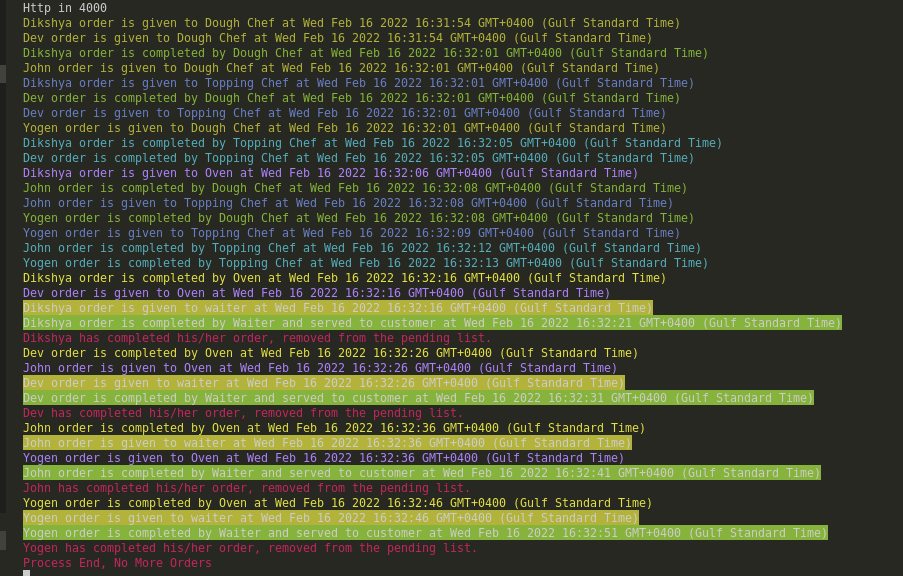 Http in 4000
Dikshya order is given to Dough Chef at Wed Feb 16 2022 16:31:54 GMT+0400 (Gulf Standard Time)
Dev order is given to Dough Chef at Wed Feb 16 2022 16:31:54 GMT+0400 (Gulf Standard Time)
Dikshya order is completed by Dough Chef at Wed Feb 16 2022 16:32:01 GMT+0400 (Gulf Standard Time)
John order is given to Dough Chef at Wed Feb 16 2022 16:32:01 GMT+0400 (Gulf Standard Time)
Dikshya order is given to Topping Chef at Wed Feb 16 2022 16:32:01 GMT+0400 (Gulf Standard Time)
Dev order is completed by Dough Chef at Wed Feb 16 2022 16:32:01 GMT+0400 (Gulf Standard Time)
Dev order is given to Topping Chef at Wed Feb 16 2022 16:32:01 GMT+0400 (Gulf Standard Time)
Yogen order is given to Dough Chef at Wed Feb 16 2022 16:32:01 GMT+0400 (Gulf Standard Time)
Dikshya order is completed by Topping Chef at Wed Feb 16 2022 16:32:05 GMT+0400 (Gulf Standard Time)
Dev order is completed by Topping Chef at Wed Feb 16 2022 16:32:05 GMT+0400 (Gulf Standard Time)
Dikshya order is given to Oven at Wed Feb 16 2022 16:32:06 GMT+0400 (Gulf Standard Time)
John order is completed by Dough Chef at Wed Feb 16 2022 16:32:08 GMT+0400 (Gulf Standard Time)
John order is given to Topping Chef at Wed Feb 16 2022 16:32:08 GMT+0400 (Gulf Standard Time)
Yogen order is completed by Dough Chef at Wed Feb 16 2022 16:32:08 GMT+0400 (Gulf Standard Time)
Yogen order is given to Topping Chef at Wed Feb 16 2022 16:32:09 GMT+0400 (Gulf Standard Time)
John order is completed by Topping Chef at Wed Feb 16 2022 16:32:12 GMT+0400 (Gulf Standard Time)
Yogen order is completed by Topping Chef at Wed Feb 16 2022 16:32:13 GMT+0400 (Gulf Standard Time)
Dikshya order is completed by Oven at Wed Feb 16 2022 16:32:16 GMT+0400 (Gulf Standard Time)
Dev order is given to Oven at Wed Feb 16 2022 16:32:16 GMT+0400 (Gulf Standard Time)
Dikshya order is given to waiter at Wed Feb 16 2022 16:32:16 GMT+0400 (Gulf Standard Time)
Dikshya order is completed by Waiter and served to customer at Wed Feb 16 2022 16:32:21 GMT+0400 (Gulf Standard Time)
Dikshya has completed his/her order, removed from the pending list.
Dev order is completed by Oven at Wed Feb 16 2022 16:32:26 GMT+0400 (Gulf Standard Time)
John order is given to Oven at Wed Feb 16 2022 16:32:26 GMT+0400 (Gulf Standard Time)
Dev order is given to waiter at Wed Feb 16 2022 16:32:26 GMT+0400 (Gulf Standard Time)
Dev order is completed by Waiter and served to customer at Wed Feb 16 2022 16:32:31 GMT+0400 (Gulf Standard Time)
Dev has completed his/her order, removed from the pending list.
John order is completed by Oven at Wed Feb 16 2022 16:32:36 GMT+0400 (Gulf Standard Time)
John order is given to waiter at Wed Feb 16 2022 16:32:36 GMT+0400 (Gulf Standard Time)
Yogen order is given to Oven at Wed Feb 16 2022 16:32:36 GMT+0400 (Gulf Standard Time)
John order is completed by Waiter and served to customer at Wed Feb 16 2022 16:32:41 GMT+0400 (Gulf Standard Time)
John has completed his/her order, removed from the pending list.
Yogen order is completed by Oven at Wed Feb 16 2022 16:32:46 GMT+0400 (Gulf Standard Time)
Yogen order is given to waiter at Wed Feb 16 2022 16:32:46 GMT+0400 (Gulf Standard Time)
Yogen order is completed by Waiter and served to customer at Wed Feb 16 2022 16:32:51 GMT+0400 (Gulf Standard Time)
Yogen has completed his/her order, removed from the pending list.
Process End, No More Orders